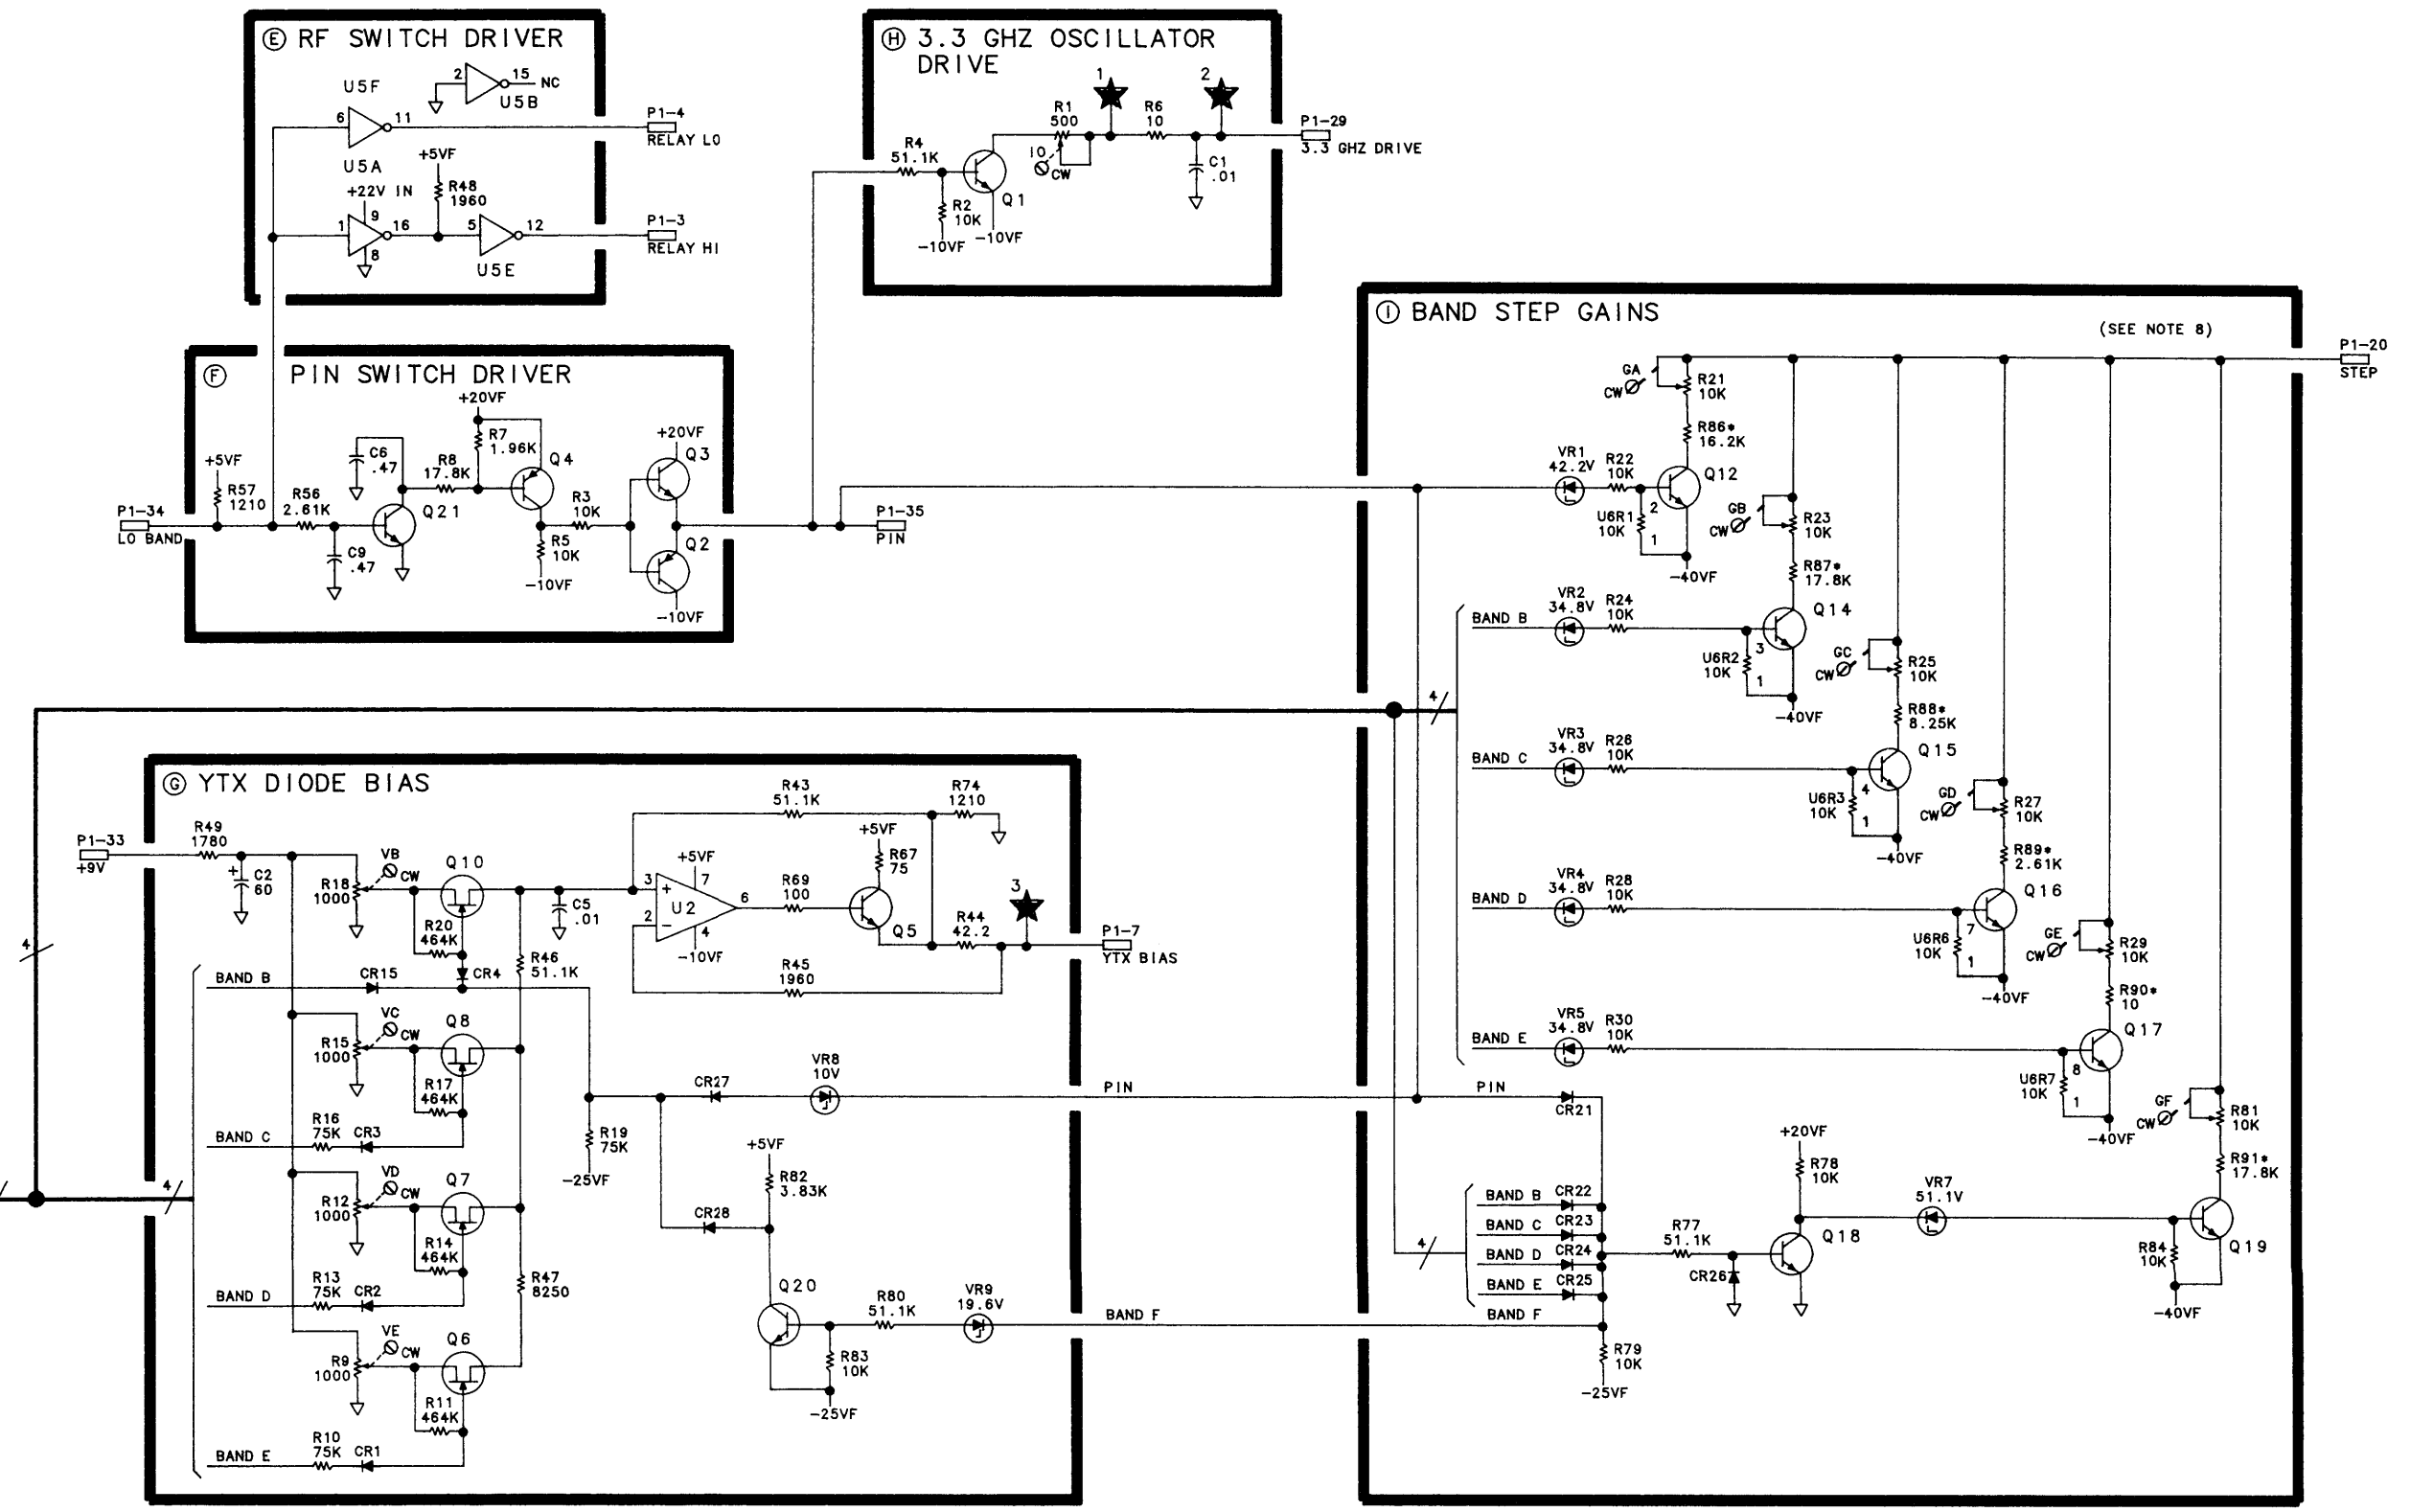 E RF SWITCH DRIVER
U5F
2
15
NC
U5B
6
11
P1-4
RELAY LO
U5A
+5VF
+22V IN
R48
1960
9
1
16
8
5
12
U5E
P1-3
RELAY HI
H 3.3 GHZ OSCILLATOR
DRIVE
1
2
R1
500
R6
10
P1-29
3.3 GHZ DRIVE
R4
51.1K
10
CW
C1
.01
R2
10K
Q1
-10VF
-10VF
F PIN SWITCH DRIVER
+20VF
R7
1.96K
C6
.47
R8
17.8K
Q4
+20VF
Q3
+5VF
R57
1210
R56
2.61K
P1-34
LO BAND
Q21
R3
10K
C9
.47
R5
10K
-10VF
Q2
-10VF
P1-35
PIN
I BAND STEP GAINS
(SEE NOTE 8)
P1-20
STEP
GA
CW
R21
10K
R86*
16.2K
VR1
42.2V
R22
10K
Q12
U6R1
10K
2
1
-40VF
GB
CW
R23
10K
R87*
17.8K
BAND B
VR2
34.8V
R24
10K
Q14
U6R2
10K
3
1
-40VF
GC
CW
R25
10K
R88*
8.25K
4
BAND C
VR3
34.8V
R26
10K
Q15
U6R3
10K
4
1
-40VF
GD
CW
R27
10K
R89*
2.61K
BAND D
VR4
34.8V
R28
10K
Q16
U6R6
10K
7
1
-40VF
GE
CW
R29
10K
R90*
10
BAND E
VR5
34.8V
R30
10K
Q17
U6R7
10K
8
1
-40VF
GF
CW
R81
10K
R91*
17.8K
PIN
CR21
+20VF
R78
10K
VR7
51.1V
BAND B
CR22
BAND C
CR23
BAND D
CR24
BAND E
CR25
BAND F
4
R77
51.1K
CR26
Q18
R84
10K
Q19
-40VF
R79
10K
-25VF
G YTX DIODE BIAS
P1-33
+9V
R49
1780
+
C2
60
VB
CW
R18
1000
Q10
R20
464K
CR4
C5
.01
R43
51.1K
R74
1210
+5VF
R67
75
+5VF
3
+
7
U2
2
-
4
6
-10VF
R69
100
Q5
3
R44
42.2
P1-7
YTX BIAS
R45
1960
R46
51.1K
4
BAND B
CR15
VC
CW
R15
1000
Q8
R17
464K
BAND C
R16
75K
CR3
VR8
10V
CR27
PIN
R19
75K
-25VF
+5VF
R82
3.83K
CR28
4
VD
CW
R12
1000
Q7
R14
464K
BAND D
R13
75K
CR2
R47
8250
Q20
R80
51.1K
VR9
19.6V
BAND F
R83
10K
-25VF
VE
CW
R9
1000
Q6
R11
464K
BAND E
R10
75K
CR1